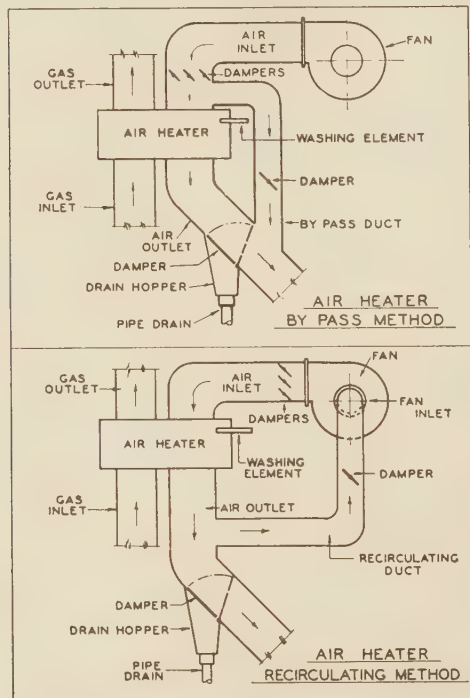 AIR
INLET
FAN
GAS
OUTLET
DAMPERS
AIR HEATER
WASHING
ELEMENT
DAMPER
GAS
INLET
AIR
OUTLET
BY PASS DUCT
DAMPER
DRAIN HOPPER
PIPE DRAIN
AIR HEATER
BY PASS METHOD
FAN
GAS
OUTLET
AIR
INLET
FAN
INLET
DAMPERS
AIR HEATER
WASHING
ELEMENT
DAMPER
GAS
INLET
AIR OUTLET
RECIRCULATING
DUCT
DAMPER
DRAIN HOPPER
PIPE
DRAIN
AIR HEATER
RECIRCULATING METHOD